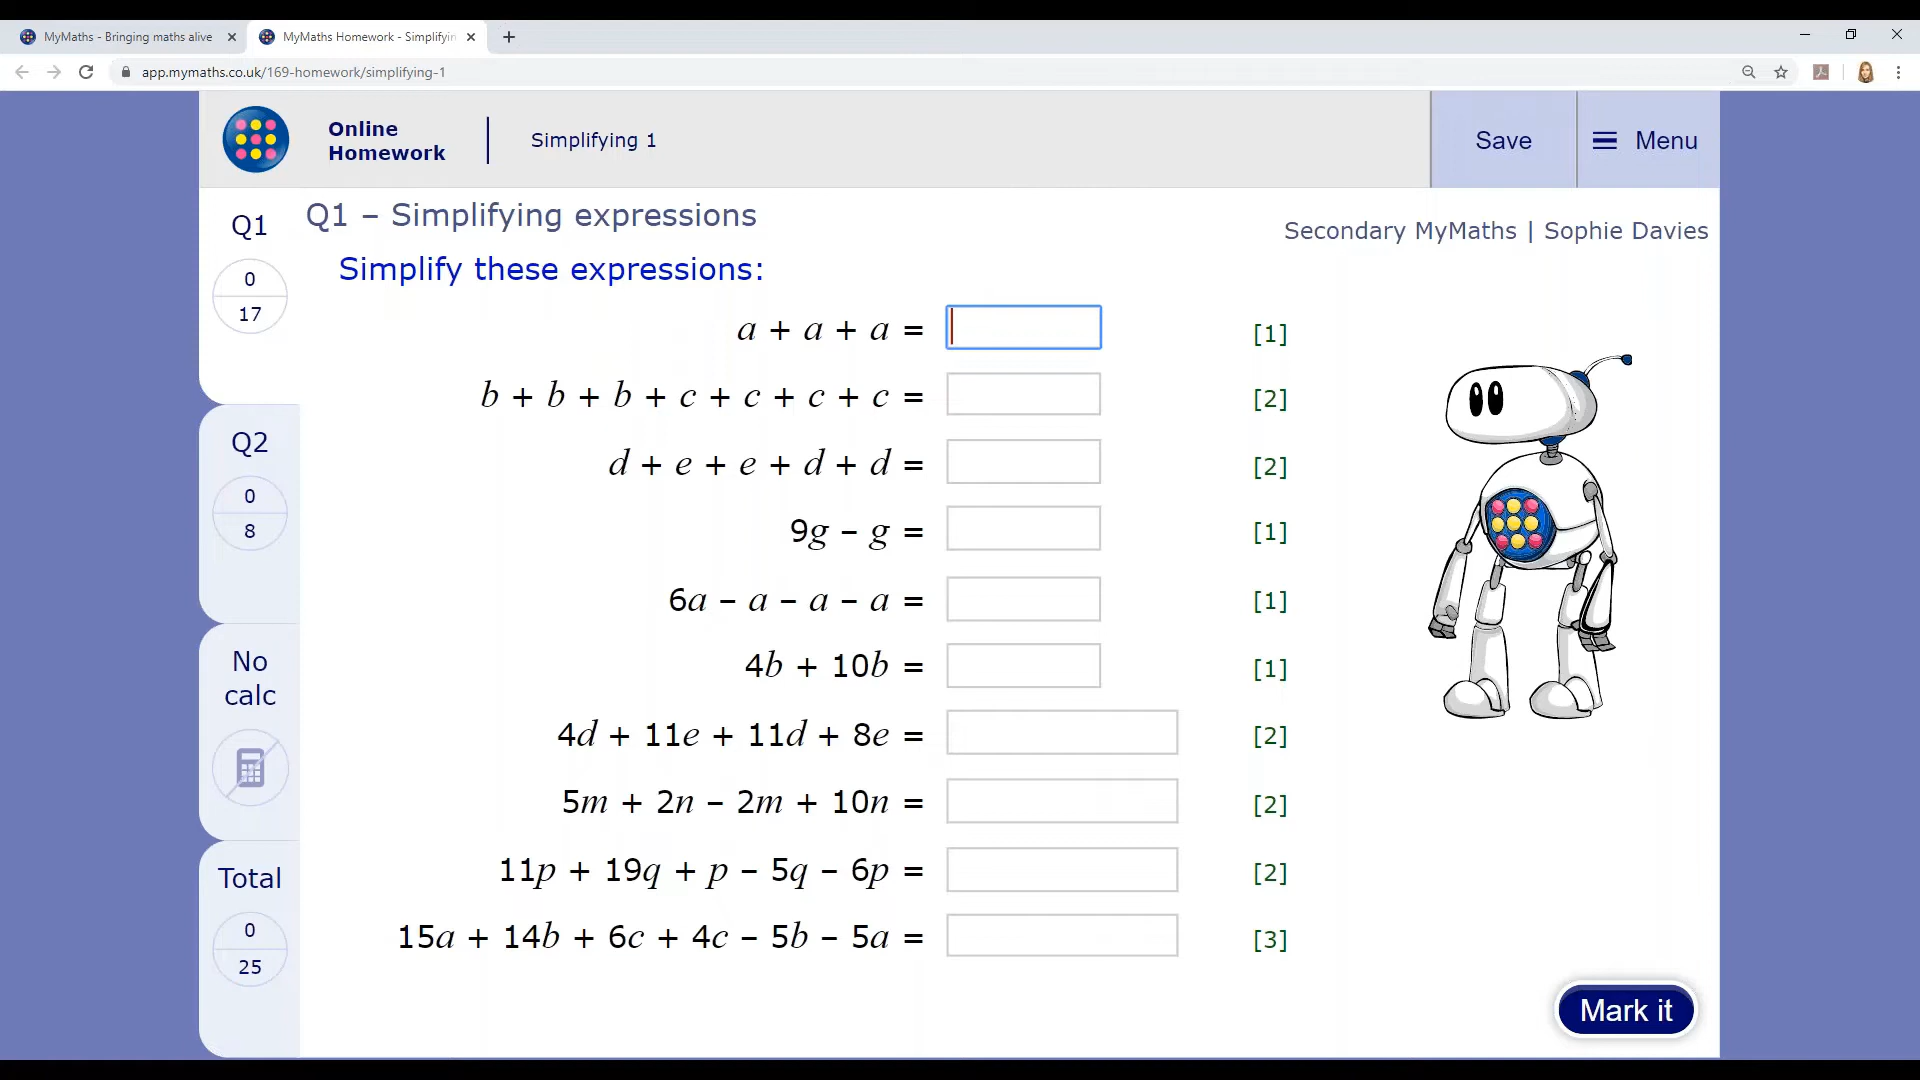 MyMaths - Bringing maths alive
MyMaths Homework - Simplifyin
app.mymaths.co.uk/169-homework/simplifying-1
Online
Homework
Simplifying 1
Save
Menu
Q1
0
17
Q1 – Simplifying expressions
Secondary MyMaths | Sophie Davies
Simplify these expressions:
a + a + a = [1]
b + b + b + c + c + c + c = [2]
d + e + e + d + d = [2]
9g – g = [1]
6a – a – a – a = [1]
4b + 10b = [1]
4d + 11e + 11d + 8e = [2]
5m + 2n – 2m + 10n = [2]
11p + 19q + p – 5q – 6p = [2]
15a + 14b + 6c + 4c – 5b – 5a = [3]
Q2
0
8
No
calc
Total
0
25
Mark it